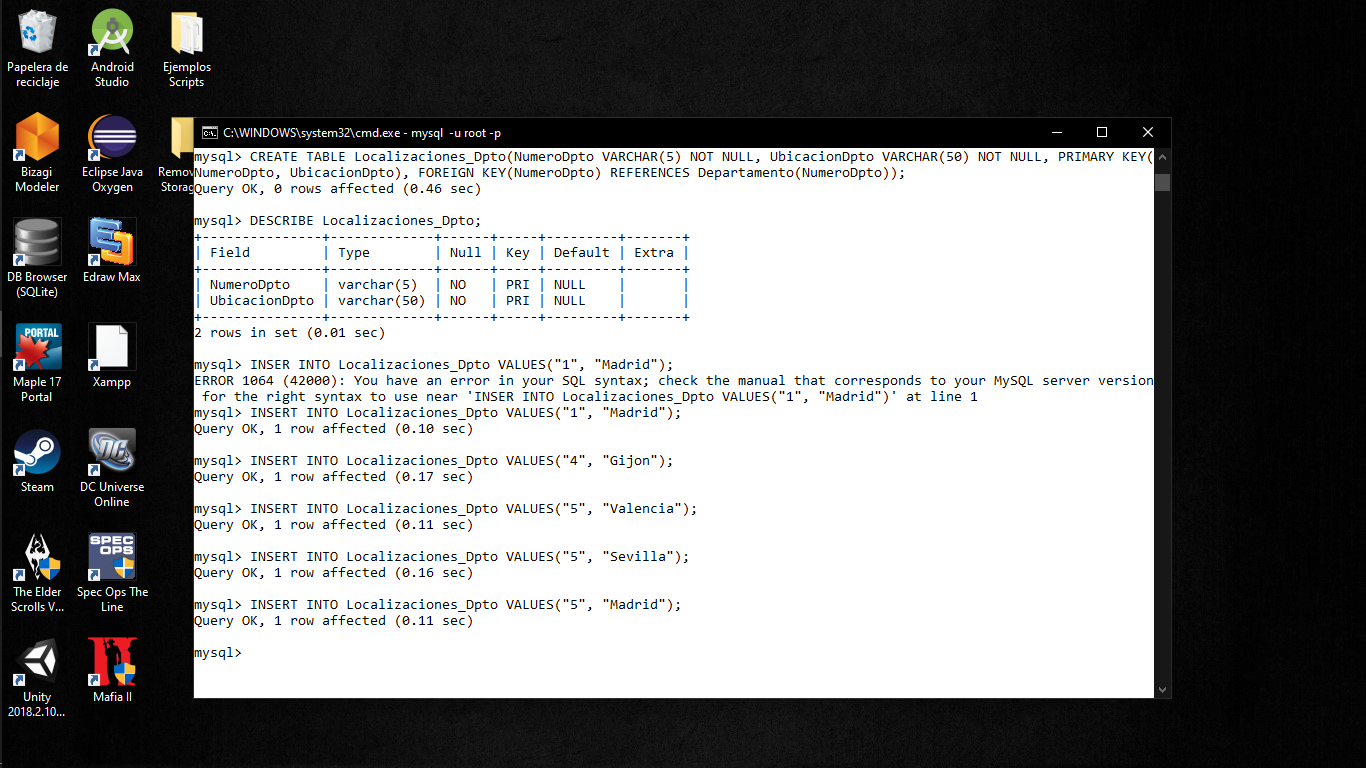 Papelera de
reciclaje
Android
Studio
Ejemplos
Scripts
Bizagi
Modeler
Eclipse Java
Oxygen
Remov
Storag
DB Browser
(SQLite)
Edraw Max
PORTAL
Maple 17
Portal
Xampp
Steam
DC
DC Universe
Online
The Elder
Scrolls V...
SPEC
OPS
Spec Ops The
Line
Unity
2018.2.10...
II
Mafia II
C:\WINDOWS\system32\cmd.exe - mysql  -u root -p
mysql> CREATE TABLE Localizaciones_Dpto(NumeroDpto VARCHAR(5) NOT NULL, UbicacionDpto VARCHAR(50) NOT NULL, PRIMARY KEY(
NumeroDpto, UbicacionDpto), FOREIGN KEY(NumeroDpto) REFERENCES Departamento(NumeroDpto));
Query OK, 0 rows affected (0.46 sec)
mysql> DESCRIBE Localizaciones_Dpto;
+---------------+-------------+------+-----+---------+-------+
| Field         | Type        | Null | Key | Default | Extra |
+---------------+-------------+------+-----+---------+-------+
| NumeroDpto    | varchar(5)  | NO   | PRI | NULL    |       |
| UbicacionDpto | varchar(50) | NO   | PRI | NULL    |       |
+---------------+-------------+------+-----+---------+-------+
2 rows in set (0.01 sec)
mysql> INSER INTO Localizaciones_Dpto VALUES("1", "Madrid");
ERROR 1064 (42000): You have an error in your SQL syntax; check the manual that corresponds to your MySQL server version
 for the right syntax to use near 'INSER INTO Localizaciones_Dpto VALUES("1", "Madrid")' at line 1
mysql> INSERT INTO Localizaciones_Dpto VALUES("1", "Madrid");
Query OK, 1 row affected (0.10 sec)
mysql> INSERT INTO Localizaciones_Dpto VALUES("4", "Gijon");
Query OK, 1 row affected (0.17 sec)
mysql> INSERT INTO Localizaciones_Dpto VALUES("5", "Valencia");
Query OK, 1 row affected (0.11 sec)
mysql> INSERT INTO Localizaciones_Dpto VALUES("5", "Sevilla");
Query OK, 1 row affected (0.16 sec)
mysql> INSERT INTO Localizaciones_Dpto VALUES("5", "Madrid");
Query OK, 1 row affected (0.11 sec)
mysql>